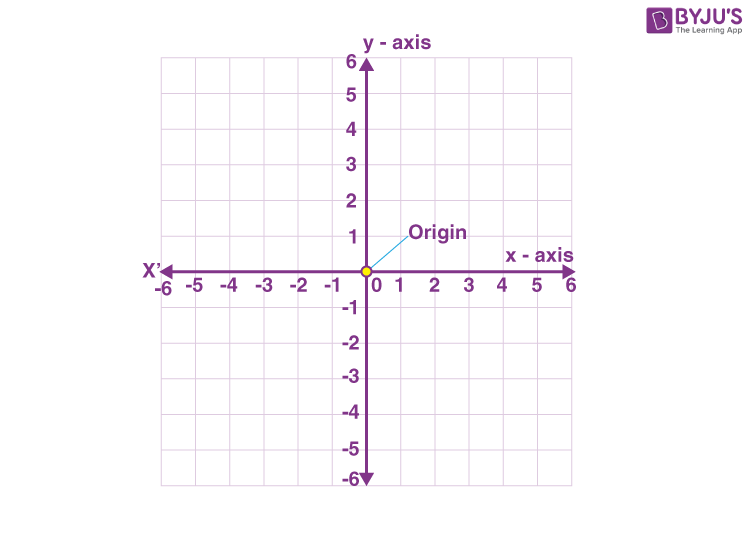 BYJU'S
The Learning App
y - axis
6
5
4
3
2
1
Origin
x - axis
X’
-6 -5 -4 -3 -2 -1 0 1 2 3 4 5 6
-1
-2
-3
-4
-5
-6